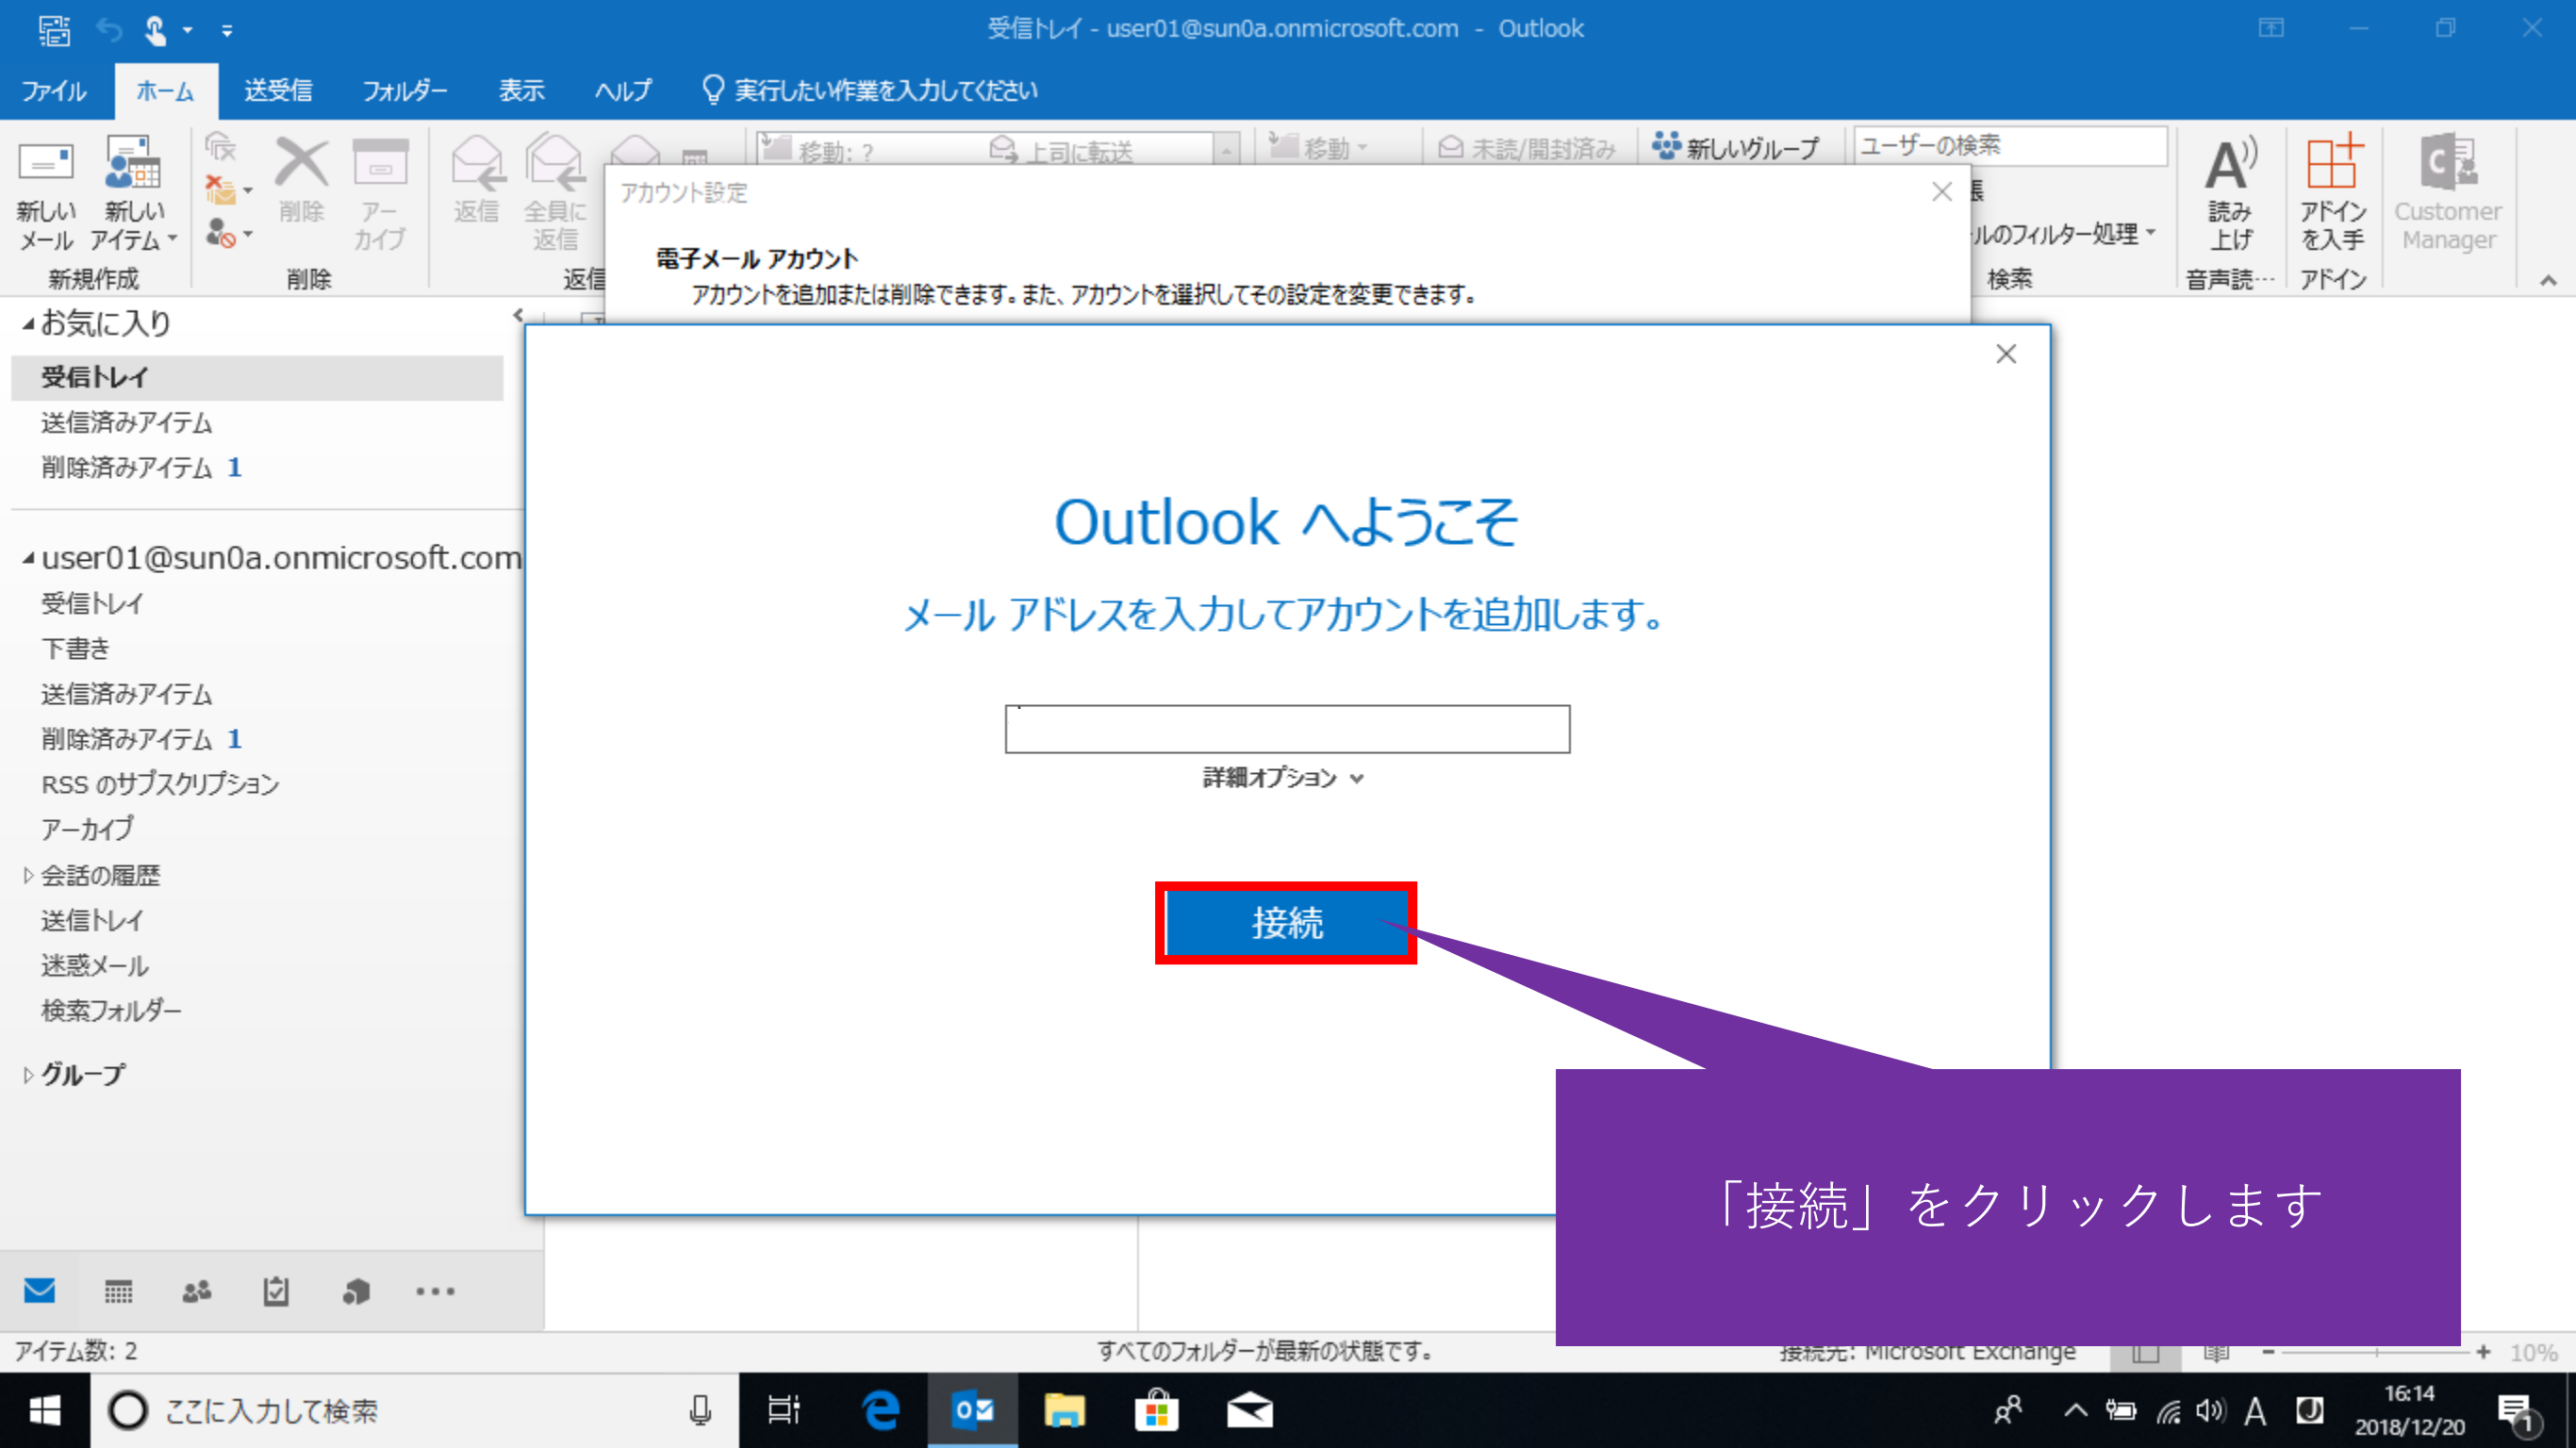 受信トレイ - user01@sun0a.onmicrosoft.com - Outlook
ファイル ホーム 送受信 フォルダー 表示 ヘルプ 実行したい作業を入力してください
新しい
メール
新しい
アイテム
新規作成
削除
アー
カイブ
削除
返信
全員に
返信
返信
移動: ?
上司に転送
移動
未読/開封済み
新しいグループ
ユーザーの検索
ルのフィルター処理
検索
読み
上げ
音声読…
アドイン
を入手
アドイン
Customer
Manager
アカウント設定
電子メール アカウント
アカウントを追加または削除できます。また、アカウントを選択してその設定を変更できます。
お気に入り
受信トレイ
送信済みアイテム
削除済みアイテム 1
user01@sun0a.onmicrosoft.com
受信トレイ
下書き
送信済みアイテム
削除済みアイテム 1
RSS のサブスクリプション
アーカイブ
会話の履歴
送信トレイ
迷惑メール
検索フォルダー
グループ
Outlook へようこそ
メール アドレスを入力してアカウントを追加します。
詳細オプション
接続
「接続」をクリックします
アイテム数: 2
すべてのフォルダーが最新の状態です。
接続先: Microsoft Exchange
10%
ここに入力して検索
A
16:14
2018/12/20
1